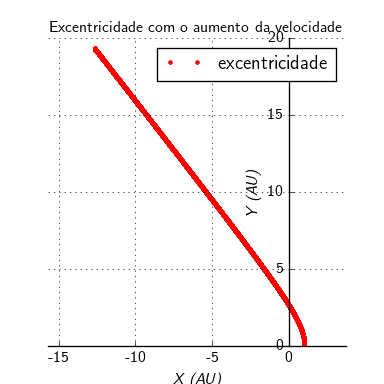 Excentricidade com o aumento da velocidade
20
excentricidade
15
10
Y (AU)
5
0
-15 -10 -5 0
X (AU)